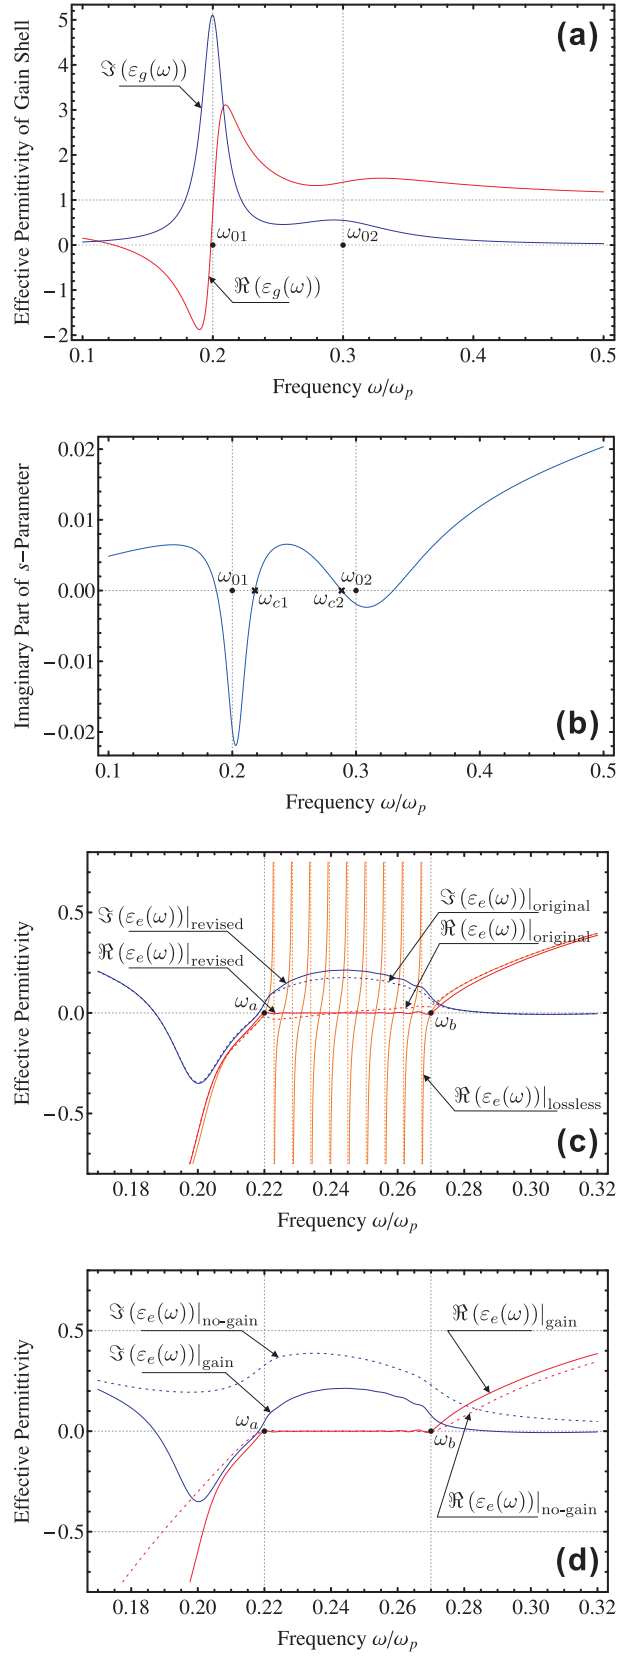 (a)
Effective Permittivity of Gain Shell
5
4
3
2
1
0
−1
−2
ℑ(εg(ω))
ω01
ω02
ℜ(εg(ω))
0.1 0.2 0.3 0.4 0.5
Frequency ω/ωp
(b)
Imaginary Part of s−Parameter
0.02
0.01
0.00
−0.01
−0.02
ω01 ω02
ωc1 ωc2
0.1 0.2 0.3 0.4 0.5
Frequency ω/ωp
(c)
Effective Permittivity
0.5
0.0
−0.5
ℑ(εe(ω))|revised
ℜ(εe(ω))|revised
ℑ(εe(ω))|original
ℜ(εe(ω))|original
ωa
ωb
ℜ(εe(ω))|lossless
0.18 0.20 0.22 0.24 0.26 0.28 0.30 0.32
Frequency ω/ωp
(d)
Effective Permittivity
0.5
0.0
−0.5
ℑ(εe(ω))|no-gain
ℑ(εe(ω))|gain
ℜ(εe(ω))|gain
ωa
ωb
ℜ(εe(ω))|no-gain
0.18 0.20 0.22 0.24 0.26 0.28 0.30 0.32
Frequency ω/ωp